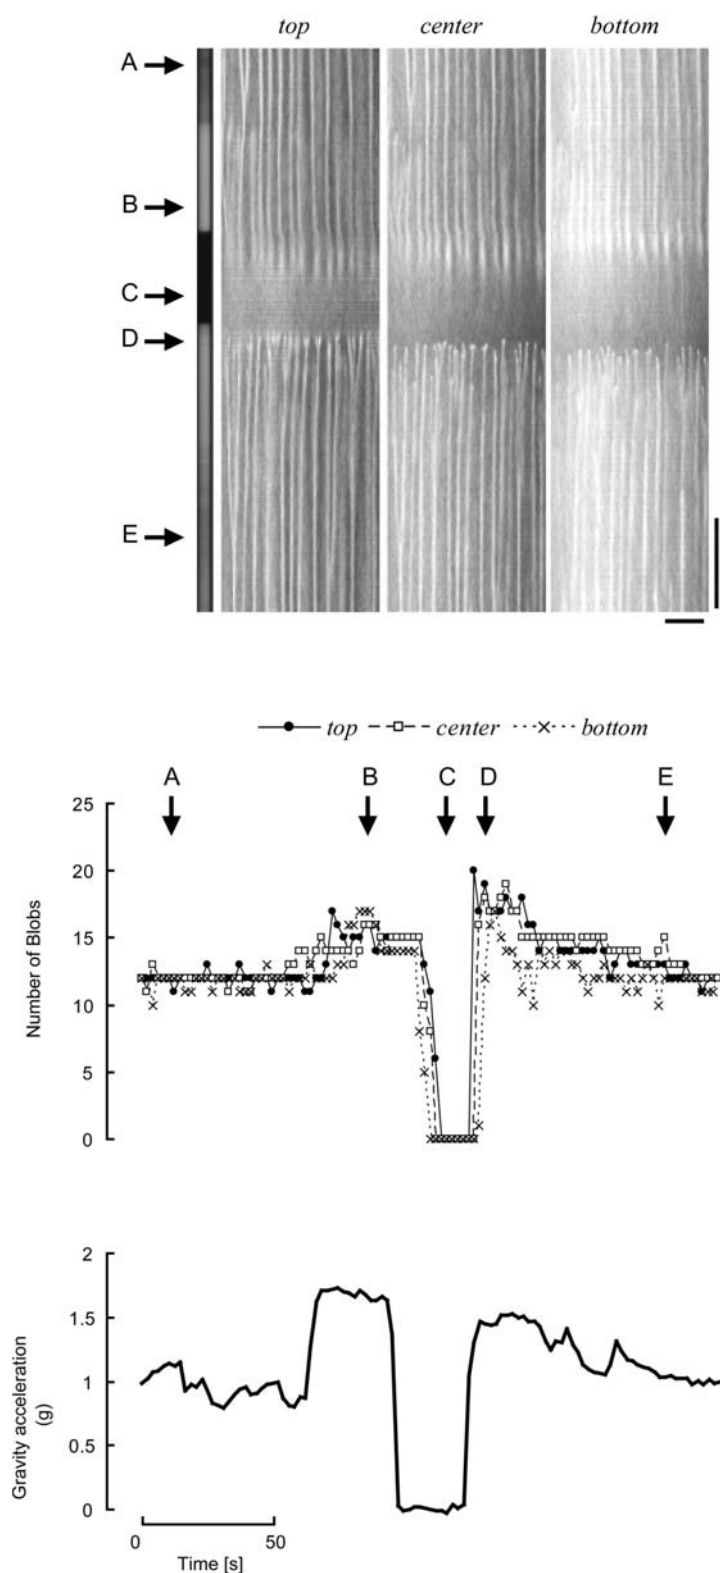 top center bottom
A
B
C
D
E
top center bottom
A B C D E
25
20
15
10
5
0
Number of Blobs
2
1.5
1
0.5
0
Gravity acceleration
(g)
0 50
Time [s]